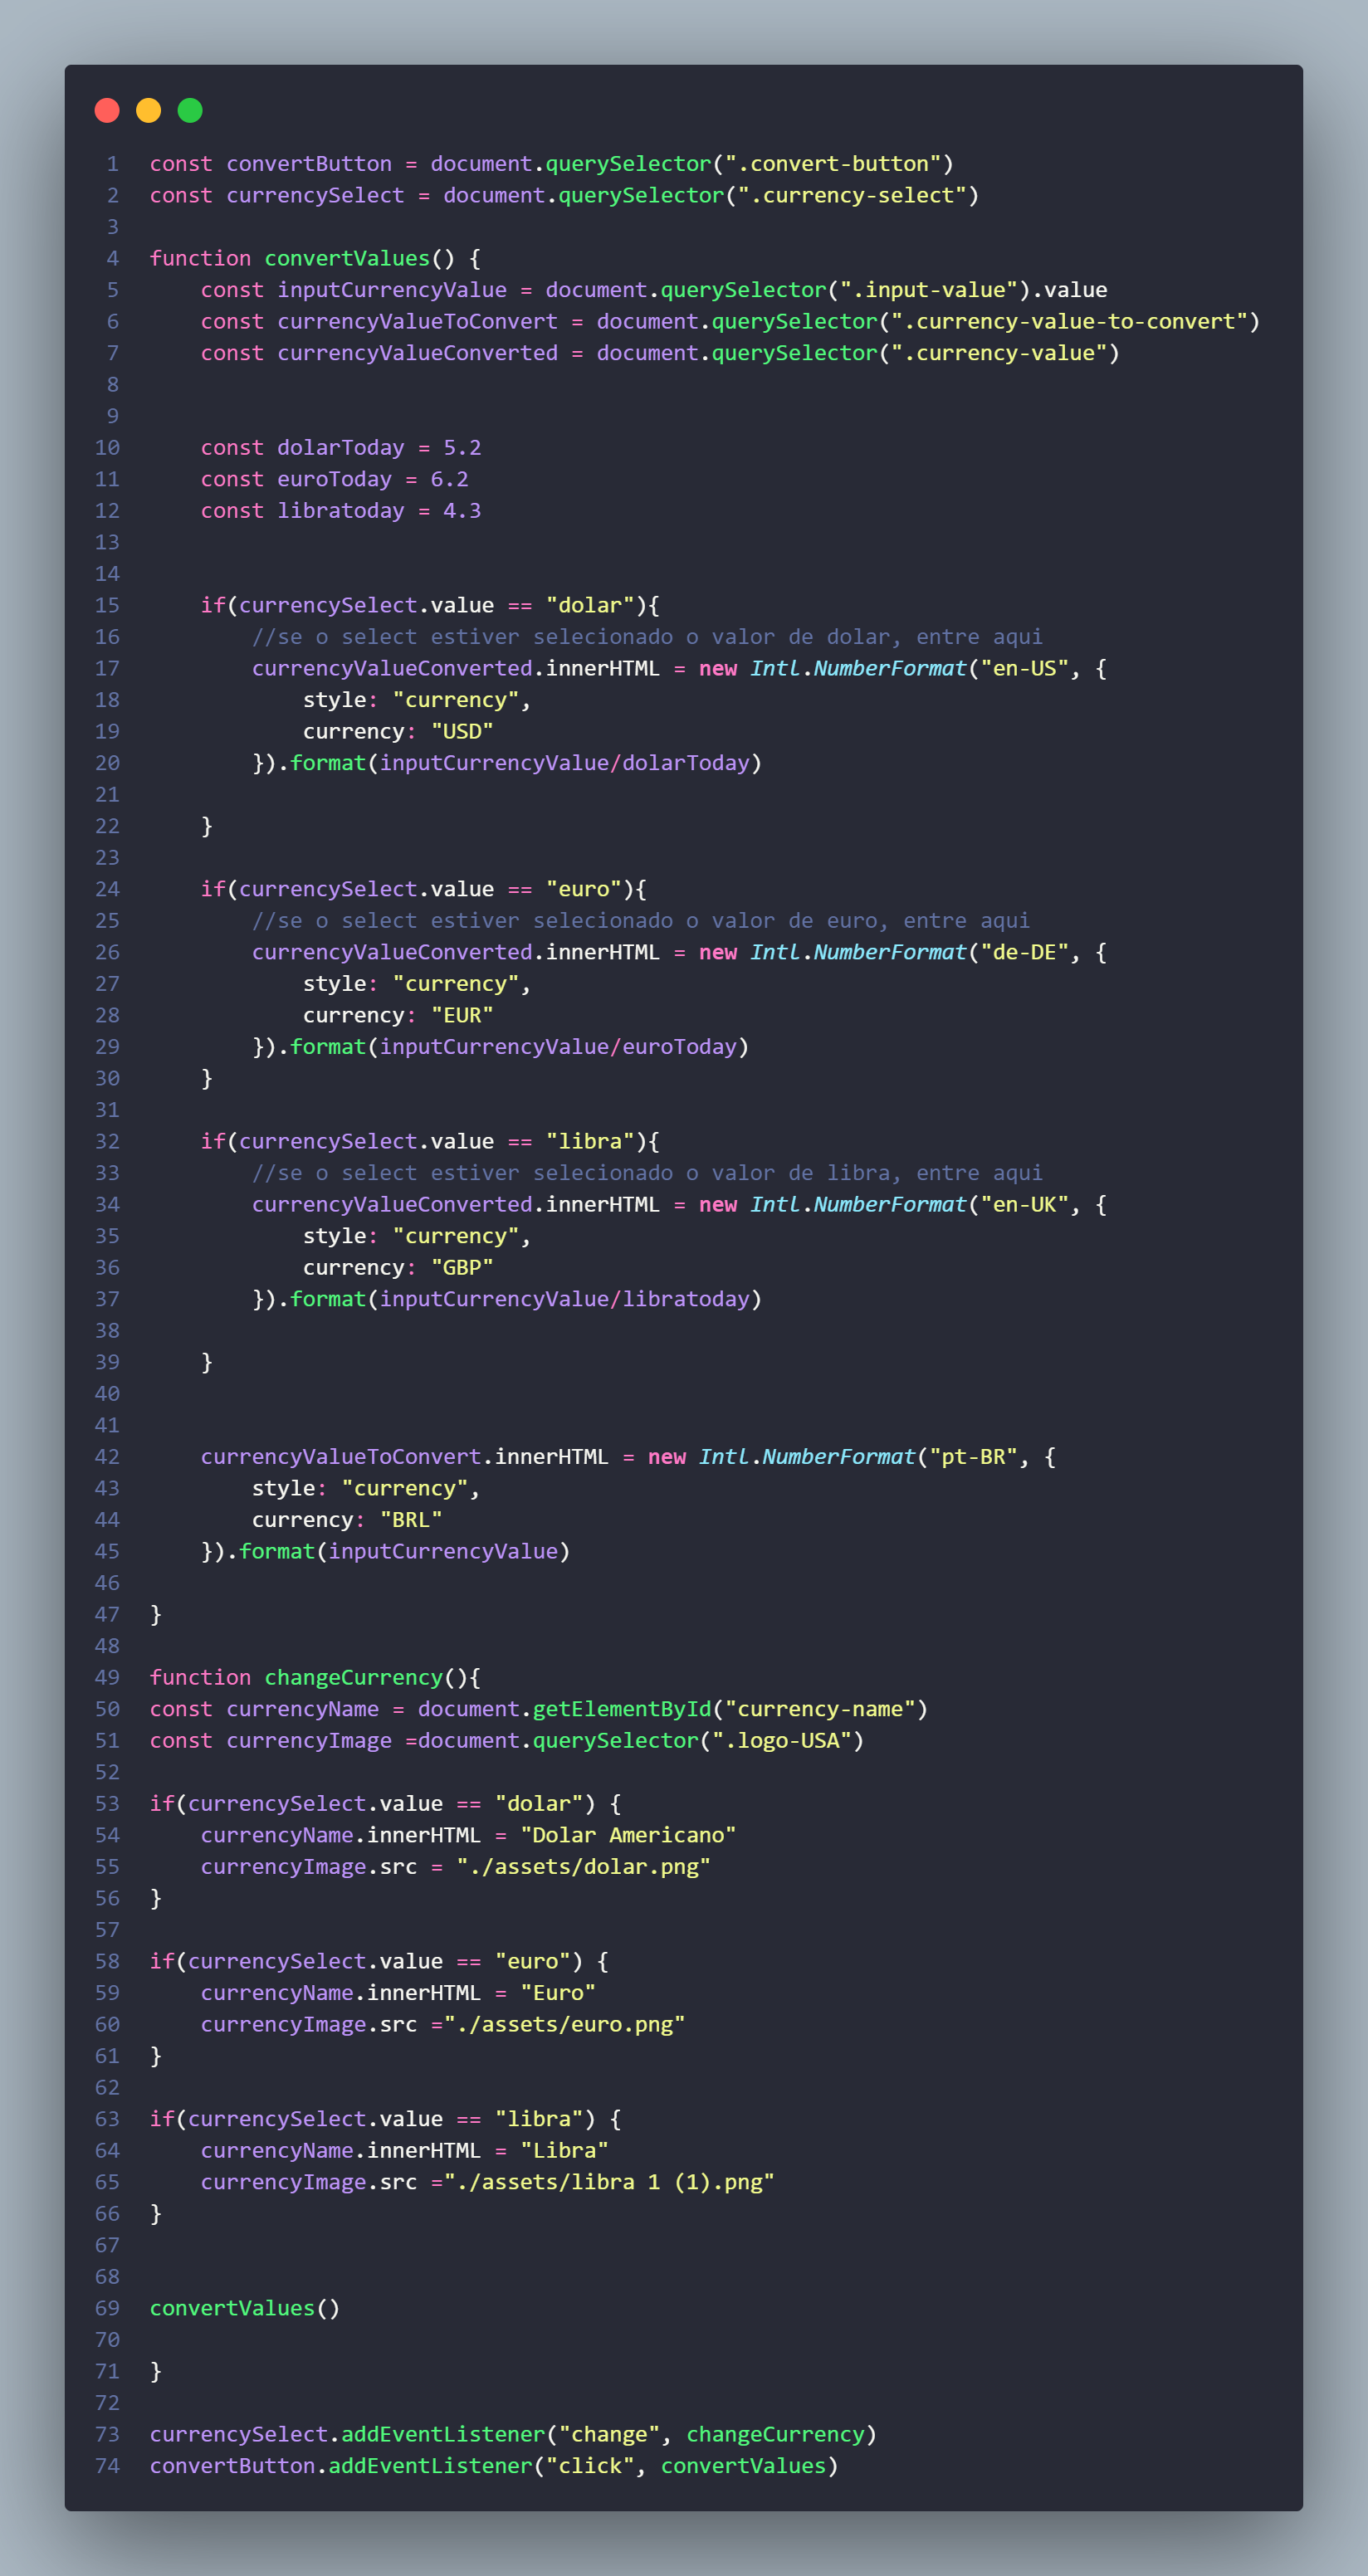 1 const convertButton = document.querySelector(".convert-button")
2 const currencySelect = document.querySelector(".currency-select")
3
4 function convertValues() {
5     const inputCurrencyValue = document.querySelector(".input-value").value
6     const currencyValueToConvert = document.querySelector(".currency-value-to-convert")
7     const currencyValueConverted = document.querySelector(".currency-value")
8
9
10     const dolarToday = 5.2
11     const euroToday = 6.2
12     const libratoday = 4.3
13
14
15     if(currencySelect.value == "dolar"){
16         //se o select estiver selecionado o valor de dolar, entre aqui
17         currencyValueConverted.innerHTML = new Intl.NumberFormat("en-US", {
18             style: "currency",
19             currency: "USD"
20         }).format(inputCurrencyValue/dolarToday)
21
22     }
23
24     if(currencySelect.value == "euro"){
25         //se o select estiver selecionado o valor de euro, entre aqui
26         currencyValueConverted.innerHTML = new Intl.NumberFormat("de-DE", {
27             style: "currency",
28             currency: "EUR"
29         }).format(inputCurrencyValue/euroToday)
30     }
31
32     if(currencySelect.value == "libra"){
33         //se o select estiver selecionado o valor de libra, entre aqui
34         currencyValueConverted.innerHTML = new Intl.NumberFormat("en-UK", {
35             style: "currency",
36             currency: "GBP"
37         }).format(inputCurrencyValue/libratoday)
38
39     }
40
41
42     currencyValueToConvert.innerHTML = new Intl.NumberFormat("pt-BR", {
43         style: "currency",
44         currency: "BRL"
45     }).format(inputCurrencyValue)
46
47 }
48
49 function changeCurrency(){
50 const currencyName = document.getElementById("currency-name")
51 const currencyImage =document.querySelector(".logo-USA")
52
53 if(currencySelect.value == "dolar") {
54     currencyName.innerHTML = "Dolar Americano"
55     currencyImage.src = "./assets/dolar.png"
56 }
57
58 if(currencySelect.value == "euro") {
59     currencyName.innerHTML = "Euro"
60     currencyImage.src ="./assets/euro.png"
61 }
62
63 if(currencySelect.value == "libra") {
64     currencyName.innerHTML = "Libra"
65     currencyImage.src ="./assets/libra 1 (1).png"
66 }
67
68
69 convertValues()
70
71 }
72
73 currencySelect.addEventListener("change", changeCurrency)
74 convertButton.addEventListener("click", convertValues)